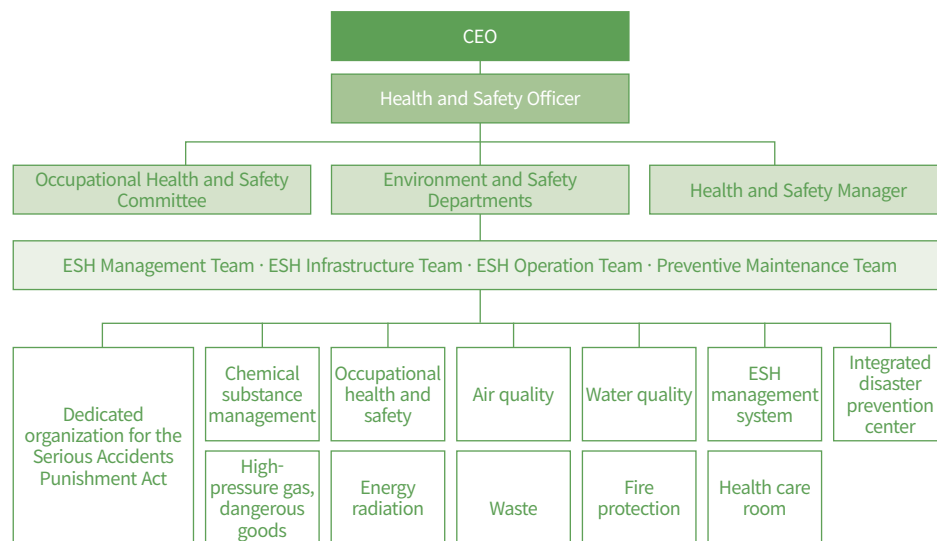 CEO
Health and Safety Officer
Occupational Health and Safety
Committee
Environment and Safety
Departments
Health and Safety Manager
ESH Management Team · ESH Infrastructure Team · ESH Operation Team · Preventive Maintenance Team
Dedicated
organization for the
Serious Accidents
Punishment Act
Chemical
substance
management
Occupational
health and
safety
Air quality
Water quality
ESH
management
system
Integrated
disaster
prevention
center
High-
pressure gas,
dangerous
goods
Energy
radiation
Waste
Fire
protection
Health care
room